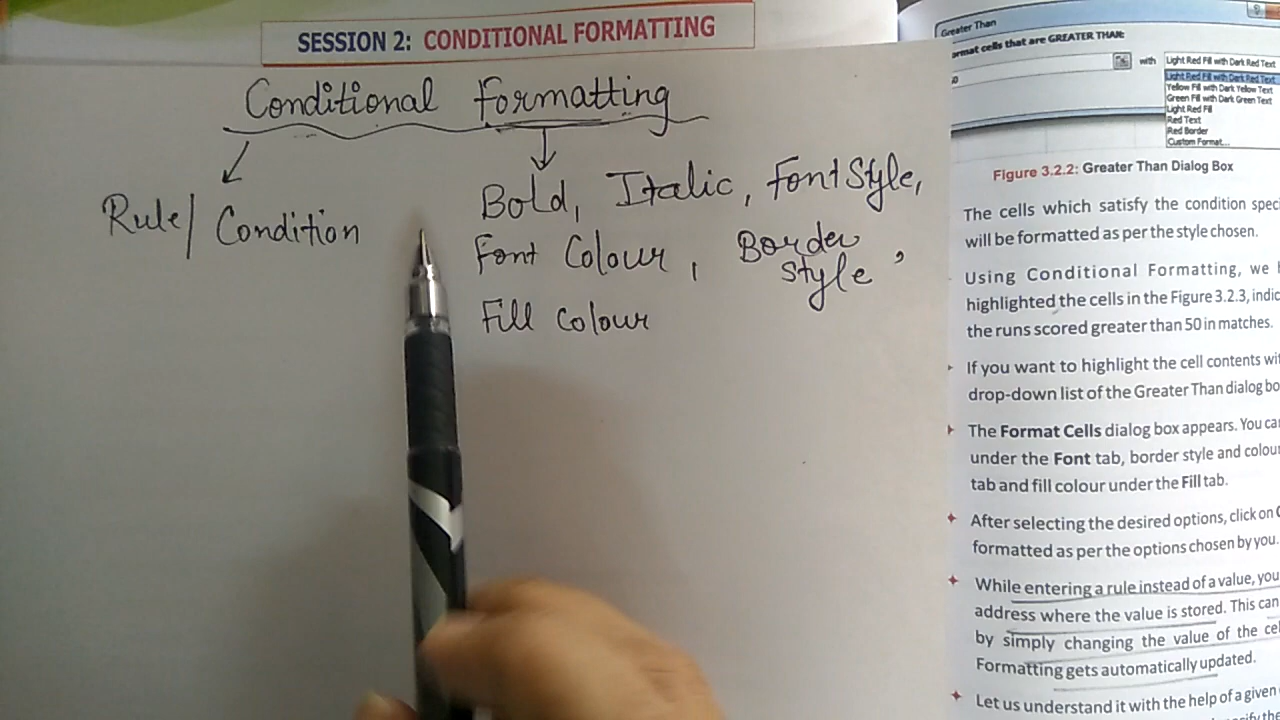 SESSION 2: CONDITIONAL FORMATTING
Conditional Formatting
Rule/ Condition
Bold, Italic, Font Style,
Font Colour, Border Style,
Fill Colour
Greater Than
ormat cells that are GREATER THAN:
with Light Red Fill with Dark Red Text
Light Red Fill with Dark Red Text
Yellow Fill with Dark Yellow Text
Green Fill with Dark Green Text
Light Red Fill
Red Text
Red Border
Custom Format...
Figure 3.2.2: Greater Than Dialog Box
The cells which satisfy the condition speci
will be formatted as per the style chosen.
Using Conditional Formatting, we
highlighted the cells in the Figure 3.2.3, indic
the runs scored greater than 50 in matches.
If you want to highlight the cell contents wit
drop-down list of the Greater Than dialog bo
The Format Cells dialog box appears. You ca
under the Font tab, border style and colou
tab and fill colour under the Fill tab.
After selecting the desired options, click on
formatted as per the options chosen by you.
While entering a rule instead of a value, you
address where the value is stored. This can
by simply changing the value of the cel
Formatting gets automatically updated.
Let us understand it with the help of a given